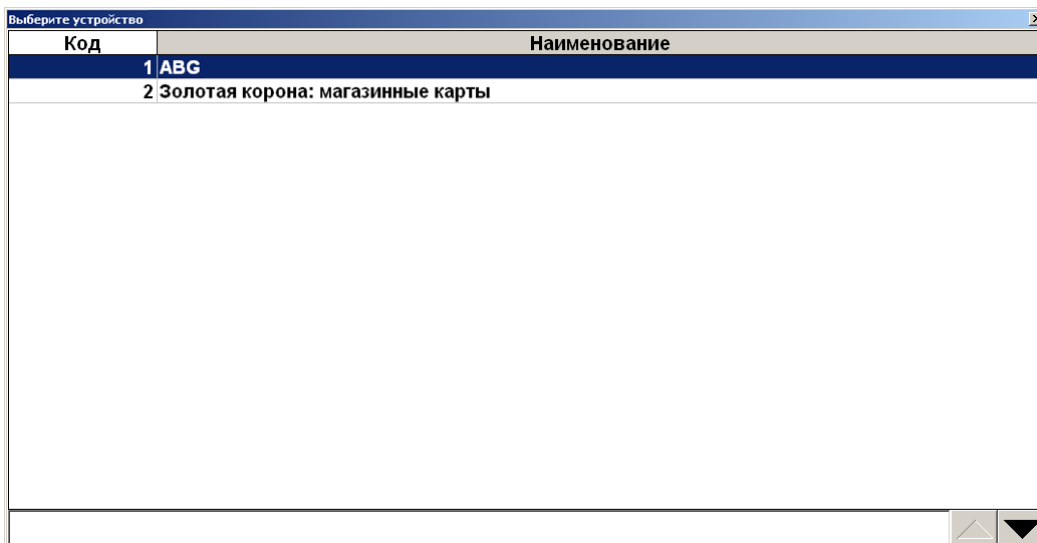 Выберите устройство
Код Наименование
1 ABG
2 Золотая корона: магазинные карты